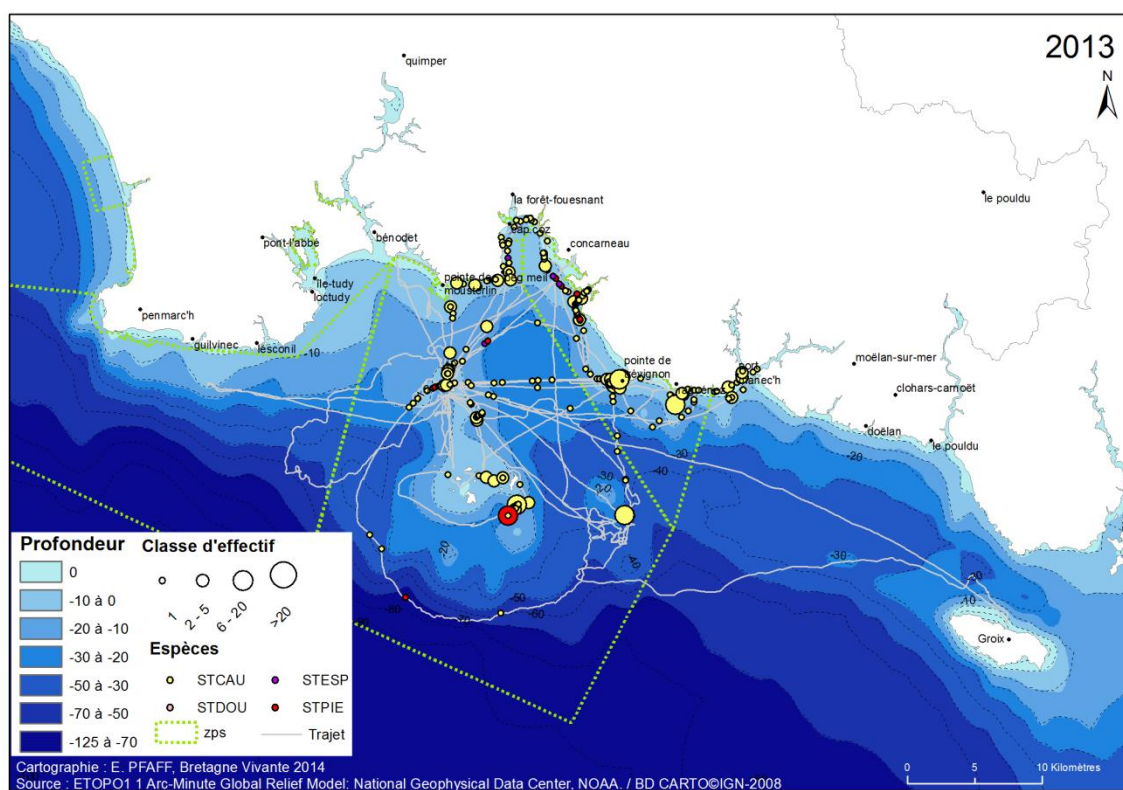 2013
N
quimper
la forêt-fouesnant
le pouldu
cap coz
bénodet
concarneau
pont-l'abbé
île-tudy
loctudy
pointe de
beg meil
mousterlin
penmarc'h
guilvinec
lesconil
-10
pointe de
trévignon
port
manec'h
moëlan-sur-mer
clohars-carnoët
doëlan
le pouldu
-20
-30
-40
-30
-20
-20
-40
-30
-30
-10
-50
-60
Groix
Profondeur
0
-10 à 0
-20 à -10
-30 à -20
-50 à -30
-70 à -50
-125 à -70
Classe d'effectif
1
2 - 5
6 - 20
>20
Espèces
STCAU
STESP
STDOU
STPIE
zps
Trajet
Cartographie : E. PFAFF, Bretagne Vivante 2014
Source : ETOPO1 1 Arc-Minute Global Relief Model: National Geophysical Data Center, NOAA. / BD CARTO©IGN-2008
0 5 10 Kilomètres